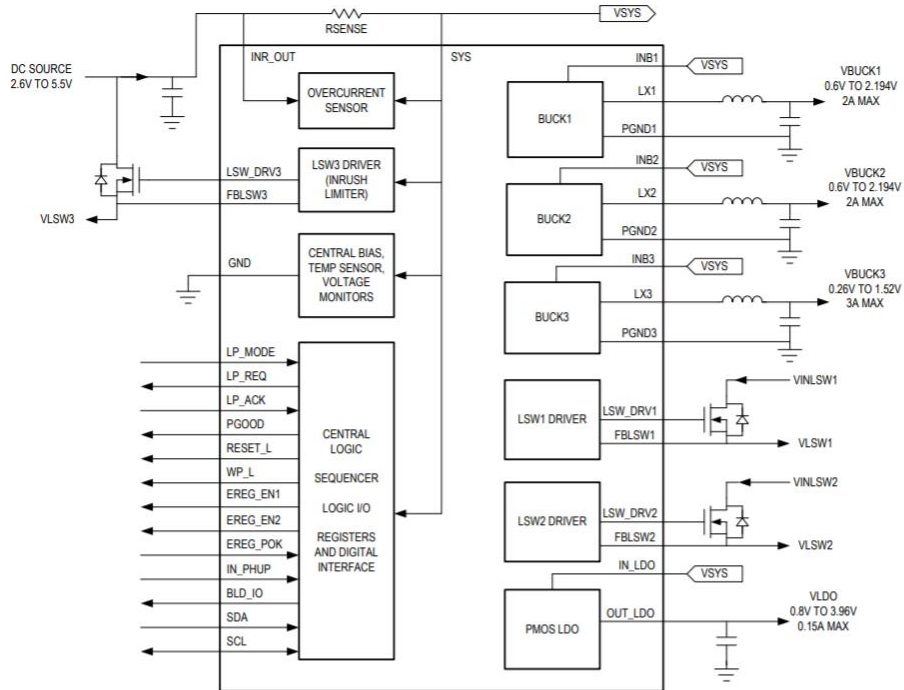 VSYS
RSENSE
INR_OUT
SYS
DC SOURCE
2.6V TO 5.5V
OVERCURRENT
SENSOR
LSW3 DRIVER
(INRUSH
LIMITER)
LSW_DRV3
FBLSW3
VLSW3
GND
CENTRAL BIAS,
TEMP SENSOR,
VOLTAGE
MONITORS
LP_MODE
LP_REQ
LP_ACK
PGOOD
RESET_L
WP_L
EREG_EN1
EREG_EN2
EREG_POK
IN_PHUP
BLD_IO
SDA
SCL
CENTRAL
LOGIC
SEQUENCER
LOGIC I/O
REGISTERS
AND DIGITAL
INTERFACE
BUCK1
INB1
VSYS
LX1
PGND1
VBUCK1
0.6V TO 2.194V
2A MAX
BUCK2
INB2
VSYS
LX2
PGND2
VBUCK2
0.6V TO 2.194V
2A MAX
BUCK3
INB3
VSYS
LX3
PGND3
VBUCK3
0.26V TO 1.52V
3A MAX
LSW1 DRIVER
LSW_DRV1
FBLSW1
VINLSW1
VLSW1
LSW2 DRIVER
LSW_DRV2
FBLSW2
VINLSW2
VLSW2
PMOS LDO
IN_LDO
VSYS
OUT_LDO
VLDO
0.8V TO 3.96V
0.15A MAX